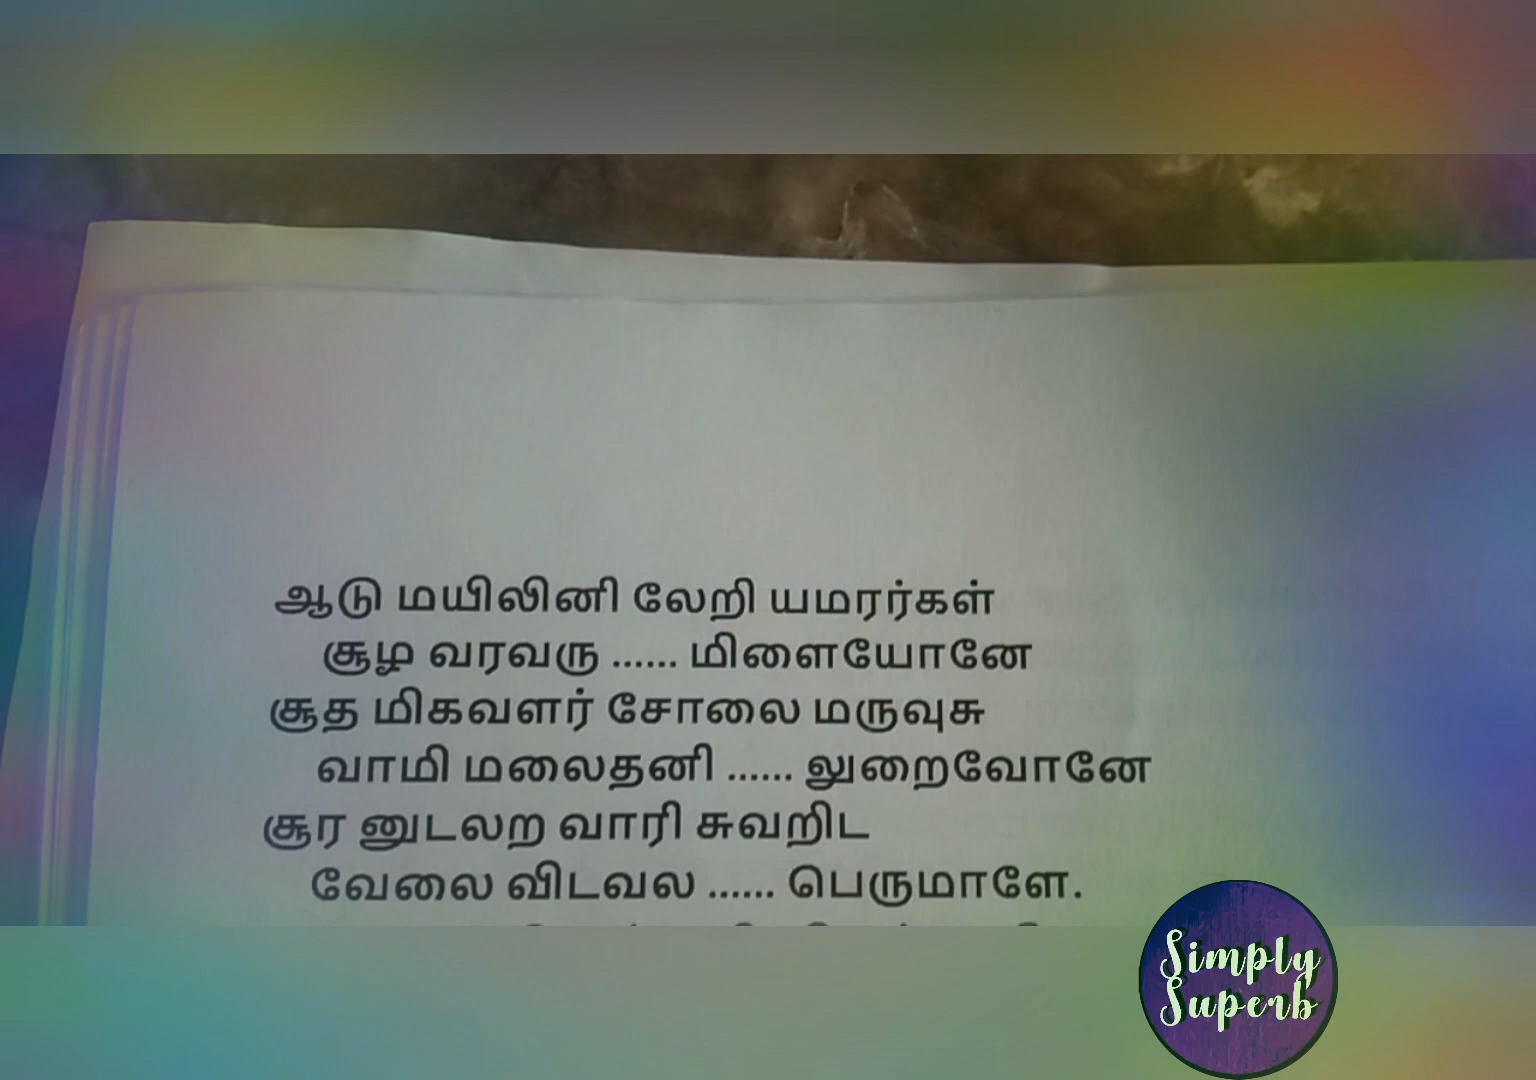 ஆடு மயிலினி லேறி யமரர்கள்
சூழ வரவரு ...... மிளையோனே
சூத மிகவளர் சோலை மருவுசு
வாமி மலைதனி ...... லுறைவோனே
சூர னுடலற வாரி சுவறிட
வேலை விடவல ...... பெருமாளே.
Simply
Superb